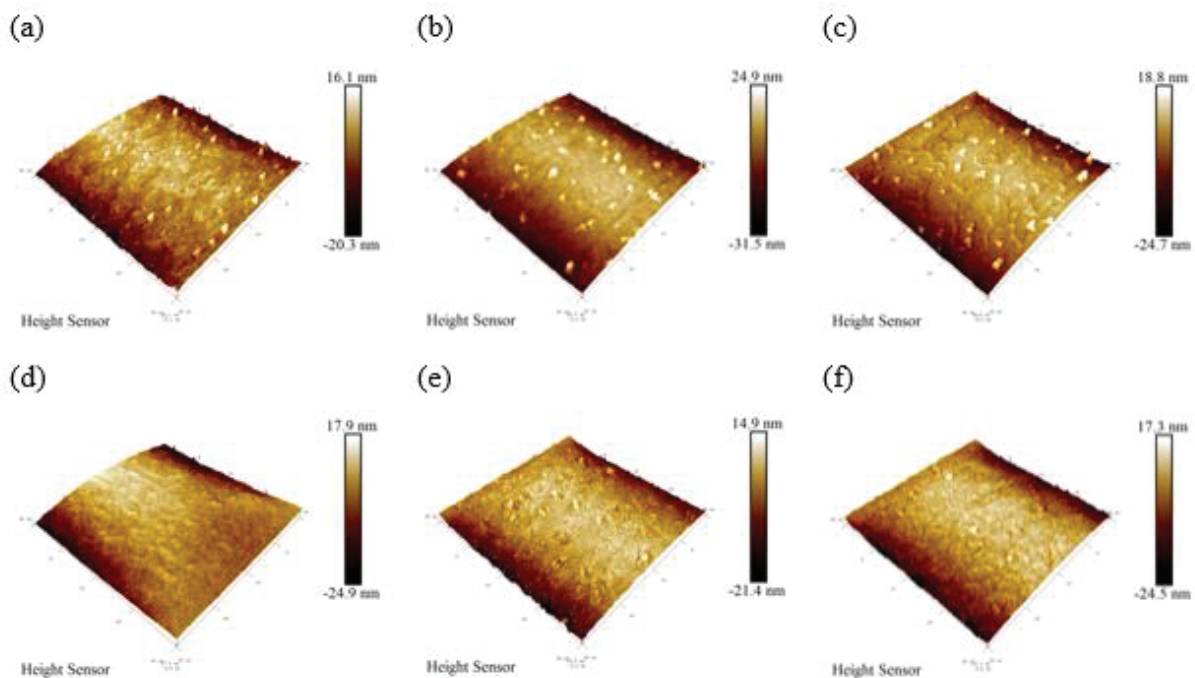 (a)
(b)
(c)
16.1 nm
24.9 nm
18.8 nm
-20.3 nm
-31.5 nm
-24.7 nm
Height Sensor
Height Sensor
Height Sensor
(d)
(e)
(f)
17.9 nm
14.9 nm
17.3 nm
-24.9 nm
-21.4 nm
-24.5 nm
Height Sensor
Height Sensor
Height Sensor